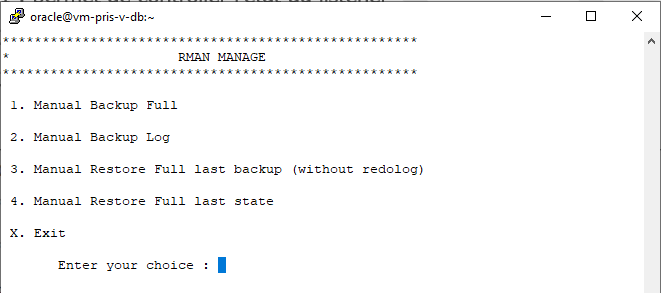 oracle@vm-pris-v-db:~
****************************************************
* RMAN MANAGE
****************************************************
1. Manual Backup Full
2. Manual Backup Log
3. Manual Restore Full last backup (without redolog)
4. Manual Restore Full last state
X. Exit
Enter your choice :